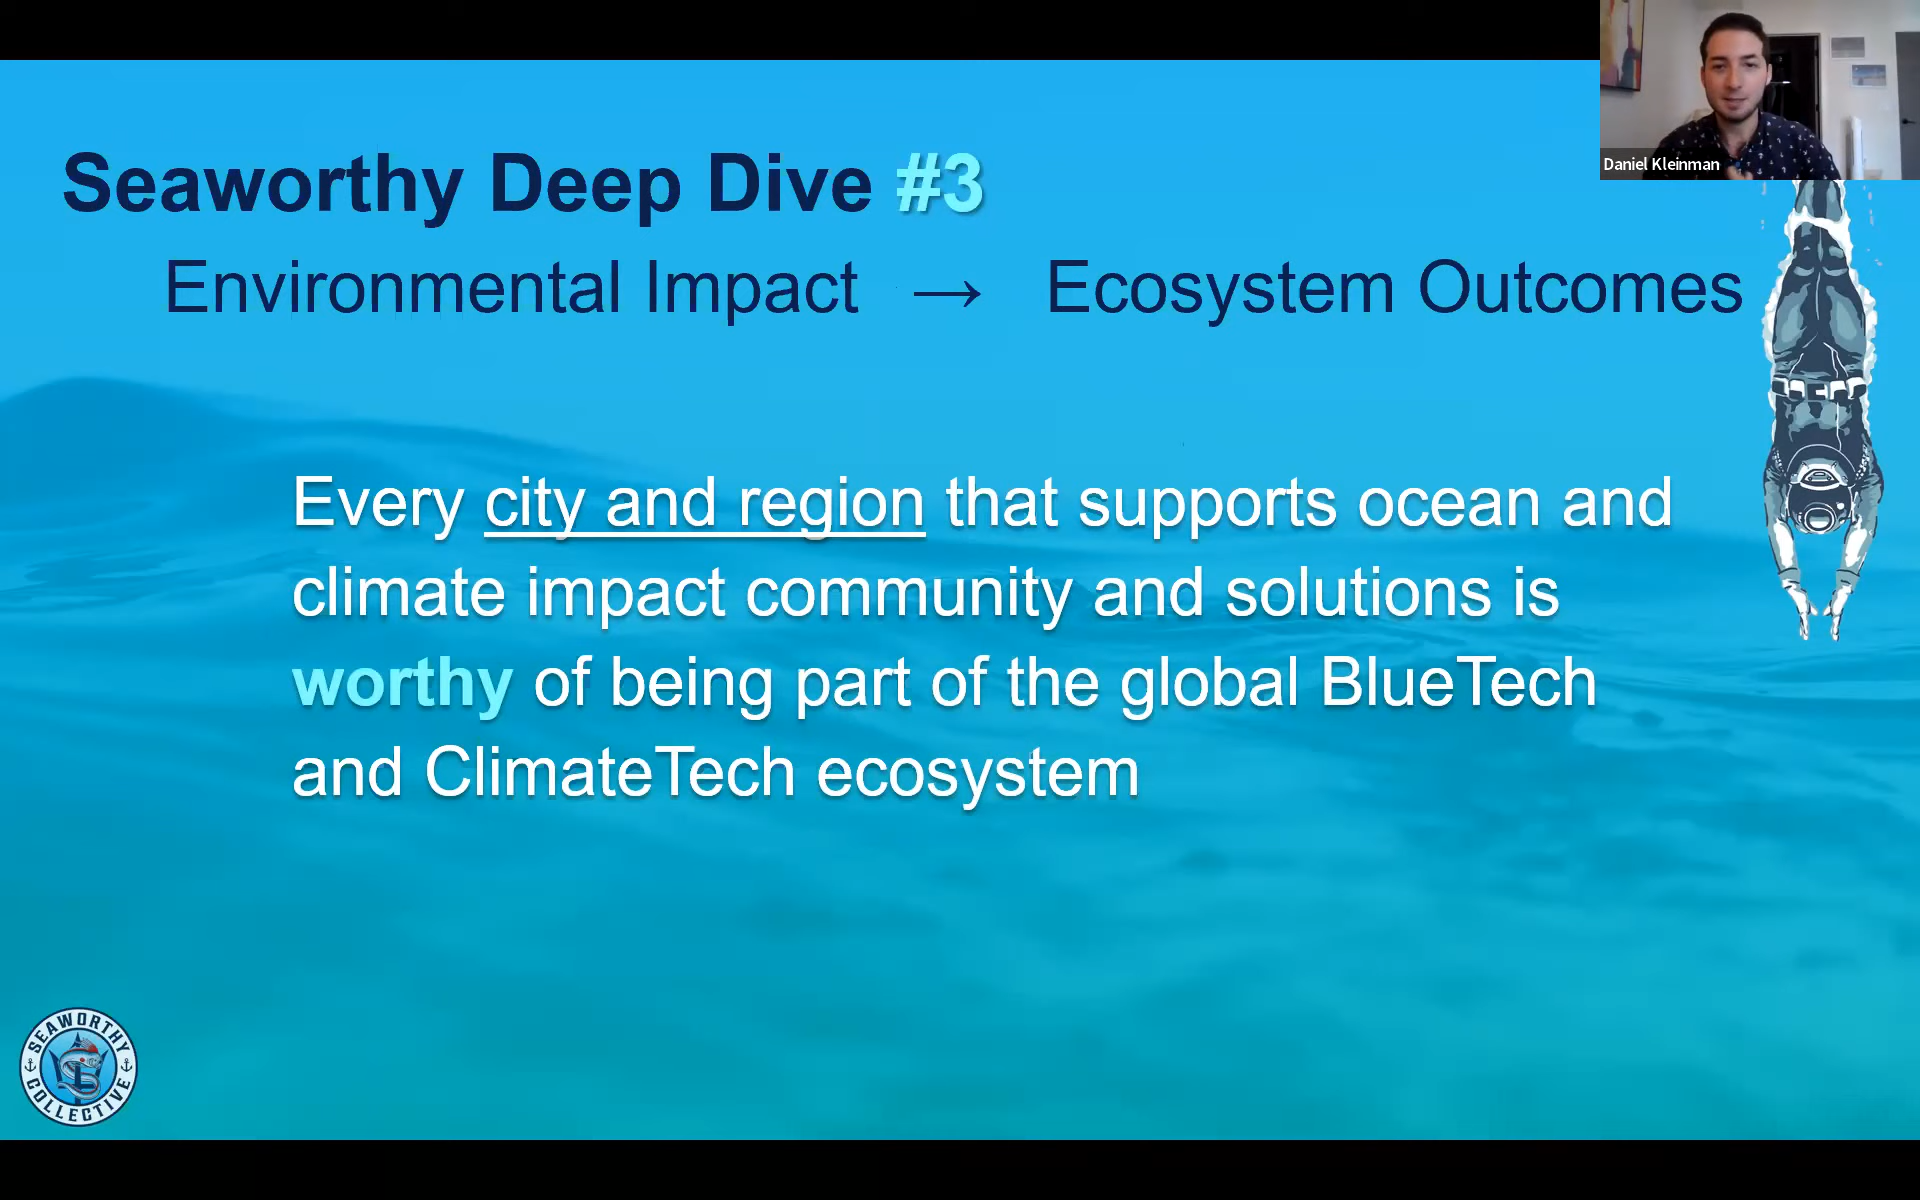 Daniel Kleinman
Seaworthy Deep Dive #3
Environmental Impact → Ecosystem Outcomes
Every city and region that supports ocean and
climate impact community and solutions is
worthy of being part of the global BlueTech
and ClimateTech ecosystem
SEAWORTHY
COLLECTIVE